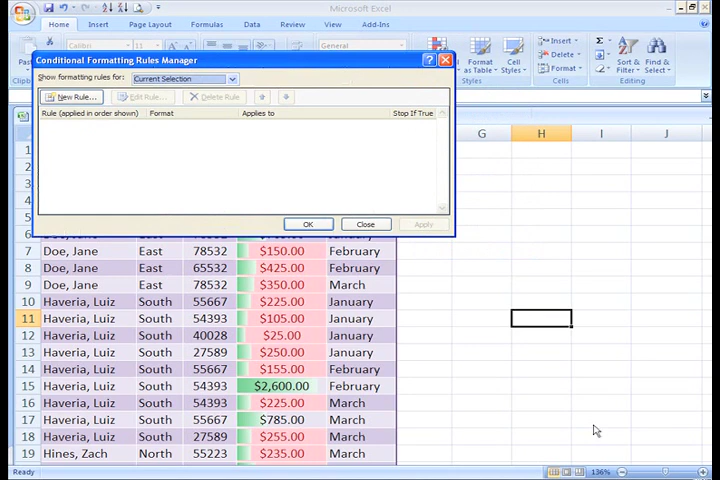 Microsoft Excel
Home Insert Page Layout Formulas Data Review View Add-Ins
Calibri 11 General
Paste Format as Table Cell Styles Insert Delete Format Sort & Filter Find & Select
Styles Cells Editing
Conditional Formatting Rules Manager
Show formatting rules for: Current Selection
New Rule... Edit Rule... Delete Rule
Rule (applied in order shown) Format Applies to Stop If True
OK Close Apply
G H I J
7 Doe, Jane East 78532 $150.00 February
8 Doe, Jane East 65532 $425.00 February
9 Doe, Jane East 78532 $350.00 March
10 Haveria, Luiz South 55667 $225.00 January
11 Haveria, Luiz South 54393 $105.00 January
12 Haveria, Luiz South 40028 $25.00 January
13 Haveria, Luiz South 27589 $250.00 January
14 Haveria, Luiz South 55667 $155.00 February
15 Haveria, Luiz South 54393 $2,600.00 February
16 Haveria, Luiz South 54393 $225.00 March
17 Haveria, Luiz South 55667 $785.00 March
18 Haveria, Luiz South 27589 $255.00 March
19 Hines, Zach North 55223 $235.00 March
Ready 136%